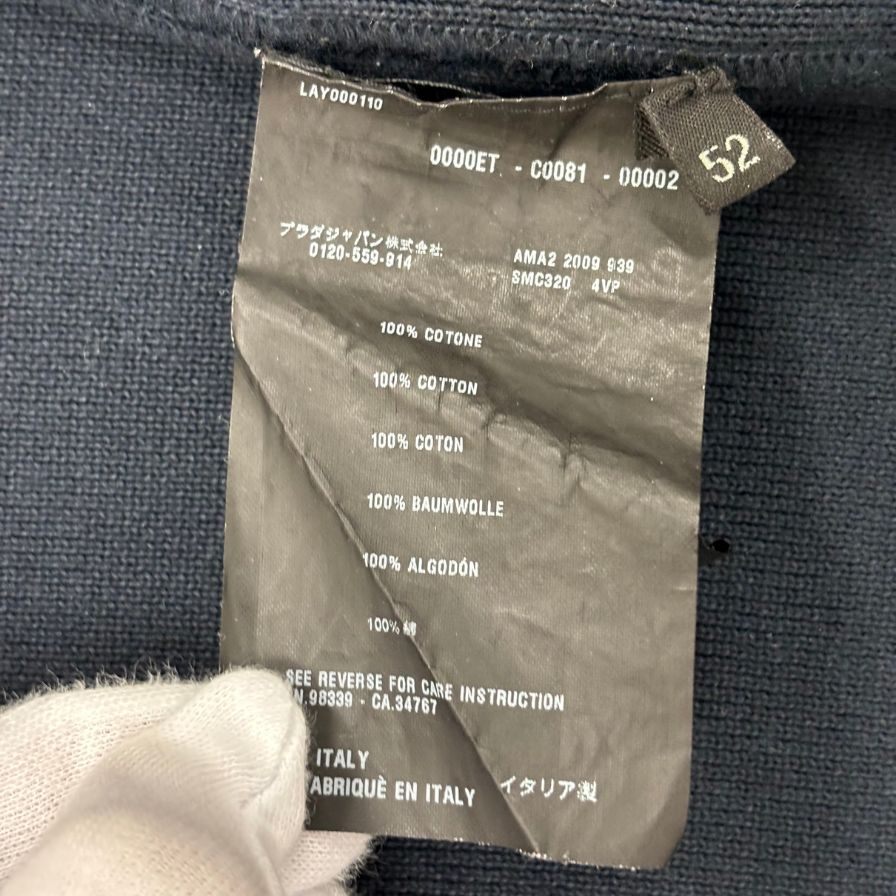 LAY000110
52
0000ET. - C0081 - 00002
プラダジャパン株式会社
0120-559-914
AMA2 2009 939
SMC320 4VP
100% COTONE
100% COTTON
100% COTON
100% BAUMWOLLE
100% ALGODÓN
100% 綿
SEE REVERSE FOR CARE INSTRUCTION
N.98339 - CA.34767
ITALY
ABRIQUÈ EN ITALY
イタリア製